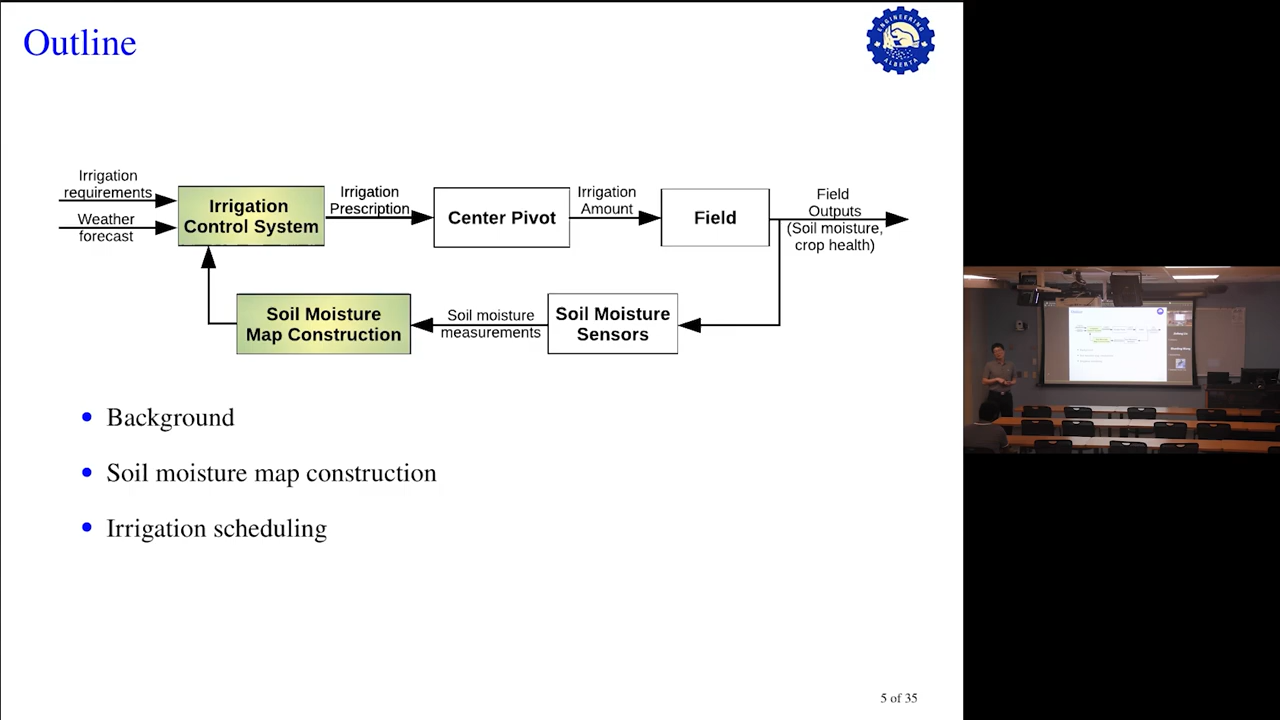 Outline
ENGINEERING
ALBERTA
Irrigation
requirements
Weather
forecast
Irrigation
Control System
Irrigation
Prescription
Center Pivot
Irrigation
Amount
Field
Field
Outputs
(Soil moisture,
crop health)
Soil Moisture
Map Construction
Soil moisture
measurements
Soil Moisture
Sensors
• Background
• Soil moisture map construction
• Irrigation scheduling
5 of 35